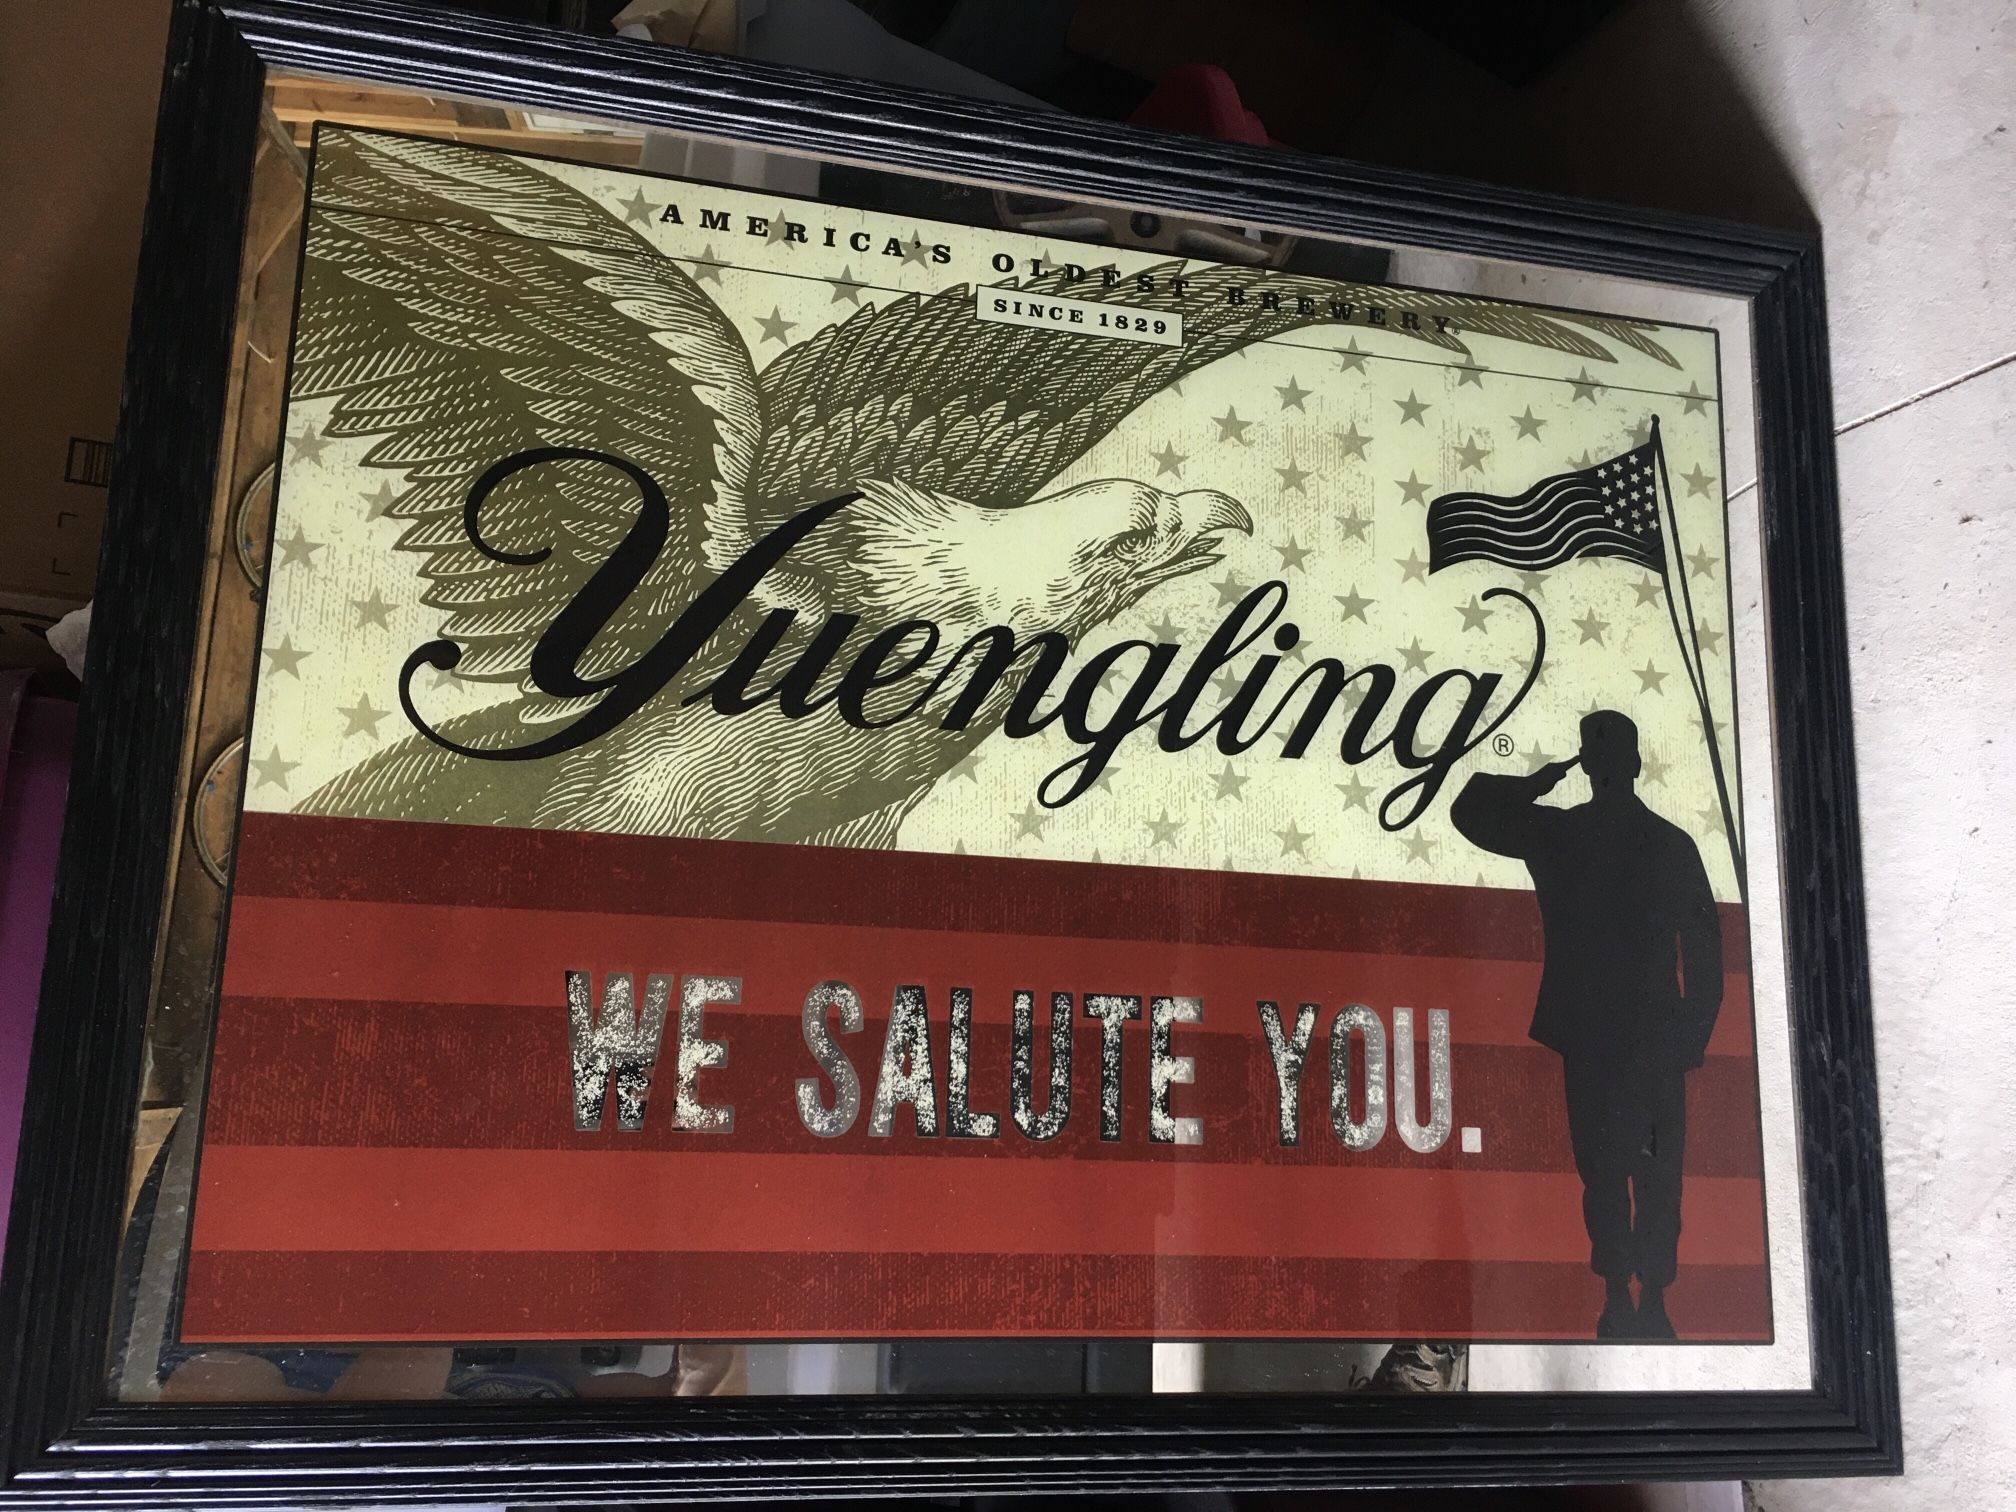 AMERICA'S OLDEST BREWERY®
SINCE 1829
Yuengling®
WE SALUTE YOU.